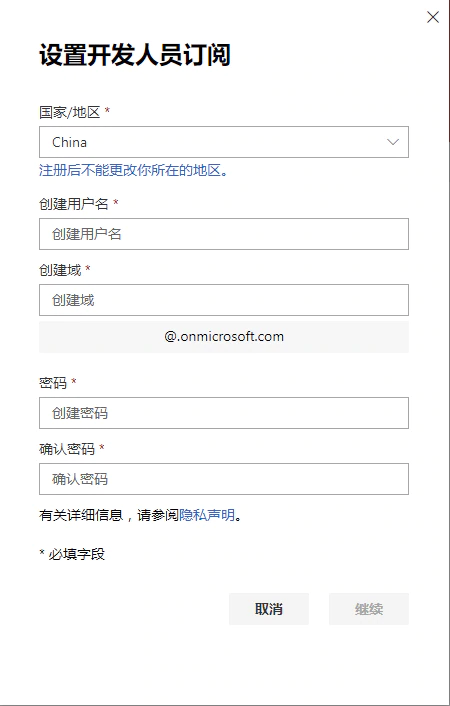 设置开发人员订阅
国家/地区 *
China
注册后不能更改你所在的地区。
创建用户名 *
创建用户名
创建域 *
创建域
@.onmicrosoft.com
密码 *
创建密码
确认密码 *
确认密码
有关详细信息，请参阅隐私声明。
* 必填字段
取消 继续